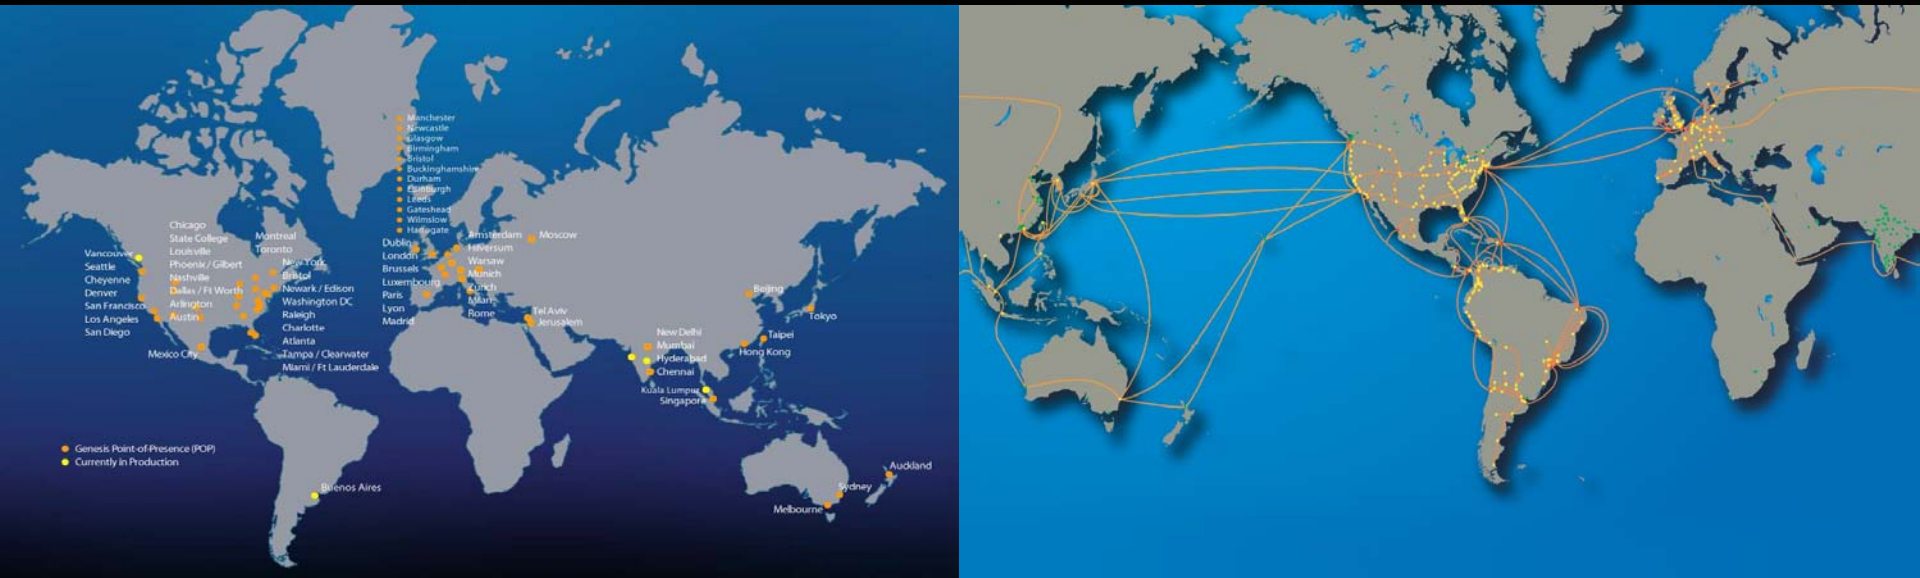 Manchester
Newcastle
Glasgow
Birmingham
Bristol
Buckinghamshire
Durham
Edinburgh
Leeds
Gateshead
Wilmslow
Harrogate
Chicago
State College
Louisville
Phoenix / Gilbert
Nashville
Dallas / Ft Worth
Arlington
Austin
Montreal
Toronto
New York
Bristol
Newark / Edison
Washington DC
Raleigh
Charlotte
Atlanta
Tampa / Clearwater
Miami / Ft Lauderdale
Vancouver
Seattle
Cheyenne
Denver
San Francisco
Los Angeles
San Diego
Mexico City
Dublin
London
Brussels
Luxembourg
Paris
Lyon
Madrid
Amsterdam
Hilversum
Warsaw
Munich
Zurich
Milan
Rome
Moscow
Tel Aviv
Jerusalem
Beijing
Tokyo
Taipei
Hong Kong
New Delhi
Mumbai
Hyderabad
Chennai
Kuala Lumpur
Singapore
Genesis Point-of-Presence (POP)
Currently in Production
Buenos Aires
Auckland
Sydney
Melbourne